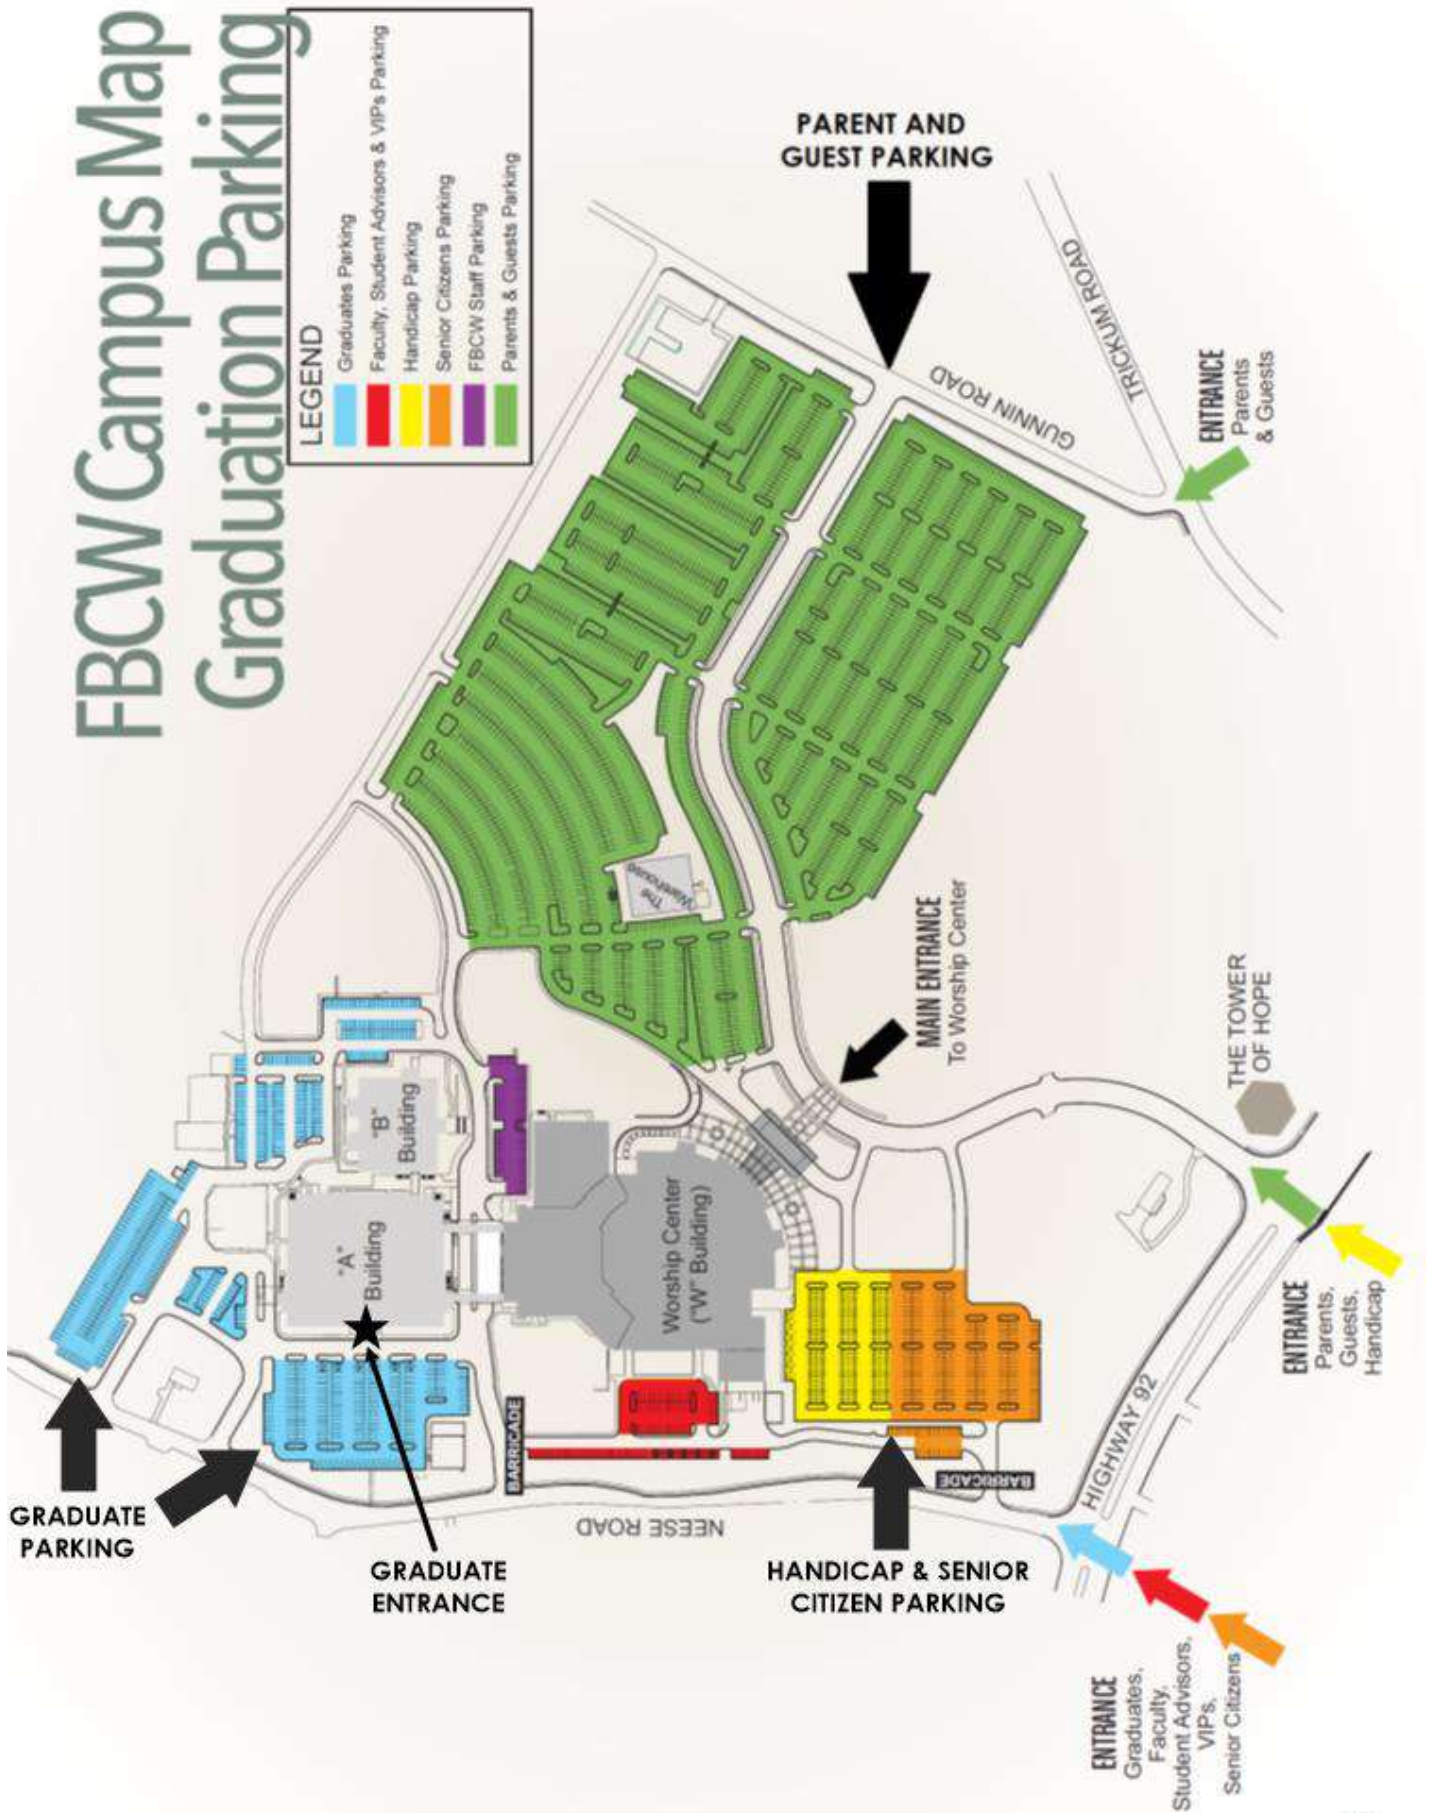 FBCW Campus Map
Graduation Parking
LEGEND
Graduates Parking
Faculty, Student Advisors & VIPs Parking
Handicap Parking
Senior Citizens Parking
FBCW Staff Parking
Parents & Guests Parking
PARENT AND
GUEST PARKING
TRICKUM ROAD
GUNNIN ROAD
ENTRANCE
Parents
& Guests
The
Warehouse
MAIN ENTRANCE
To Worship Center
THE TOWER
OF HOPE
"B"
Building
"A"
Building
Worship Center
("W" Building)
ENTRANCE
Parents,
Guests,
Handicap
HIGHWAY 92
BARRICADE
BARRICADE
NEESE ROAD
GRADUATE
PARKING
GRADUATE
ENTRANCE
HANDICAP & SENIOR
CITIZEN PARKING
ENTRANCE
Graduates,
Faculty,
Student Advisors,
VIPs,
Senior Citizens